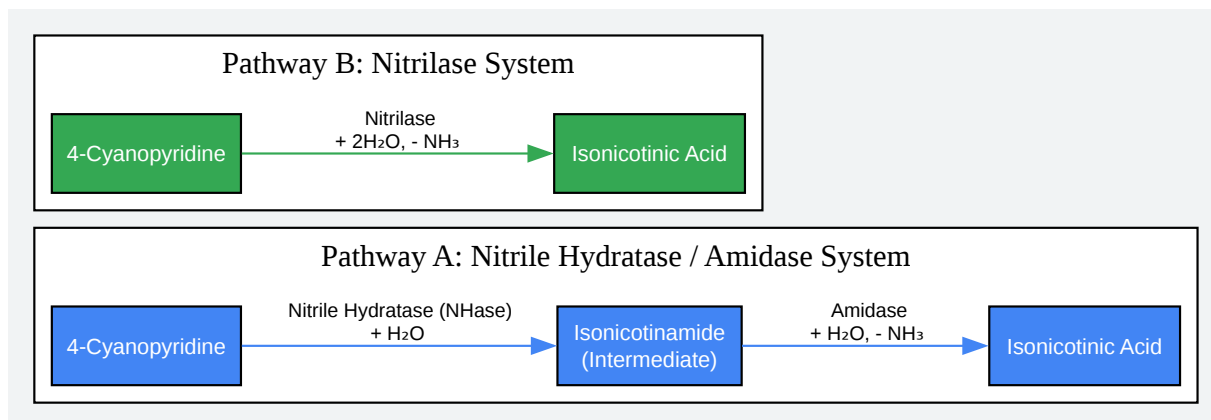 Pathway B: Nitrilase System
4-Cyanopyridine
Nitrilase
+ 2H₂O, - NH₃
Isonicotinic Acid
Pathway A: Nitrile Hydratase / Amidase System
4-Cyanopyridine
Nitrile Hydratase (NHase)
+ H₂O
Isonicotinamide
(Intermediate)
Amidase
+ H₂O, - NH₃
Isonicotinic Acid